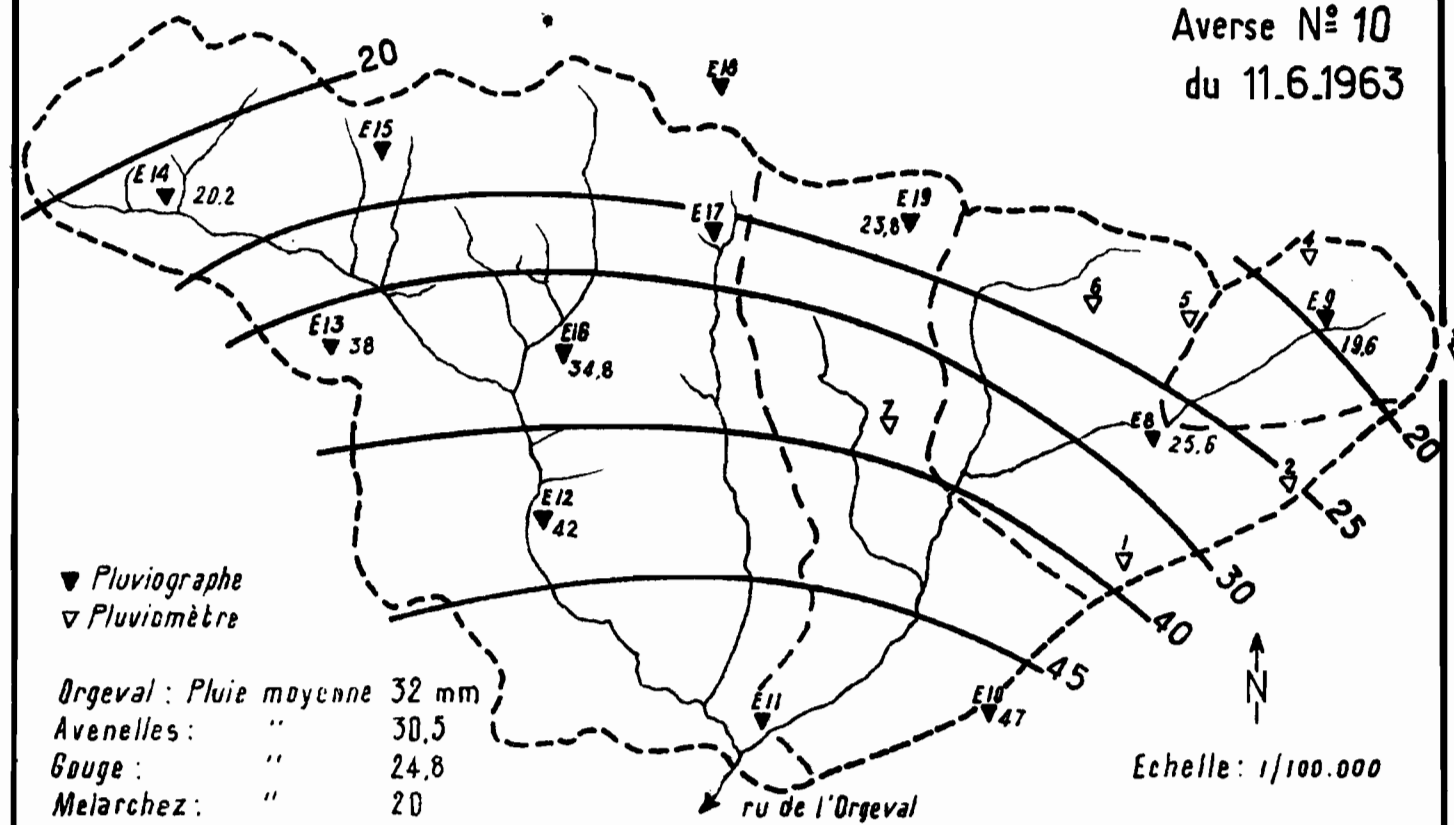 Averse Nº 10
du 11.6.1963
20
E18
E15
E14
20.2
E17
E19
23,8
4
6
5
E9
19,6
E13
38
E16
34,8
7
E8
25.6
20
2
25
E12
42
1
30
40
45
▼ Pluviographe
▽ Pluviomètre
N
E11
E10
47
Orgeval : Pluie moyenne 32 mm
Avenelles : " 30,5
Gouge : " 24,8
Melarchez : " 20
Echelle : 1/100.000
ru de l'Orgeval